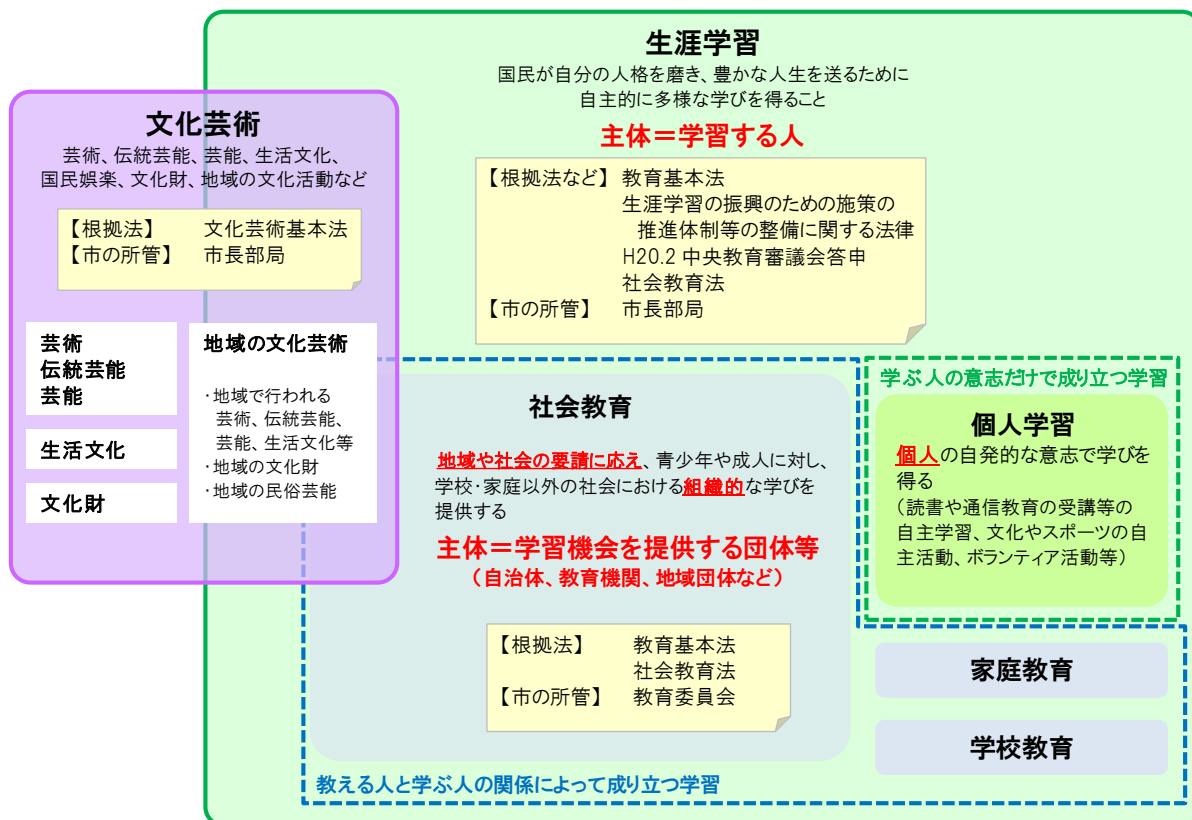 生涯学習
国民が自分の人格を磨き、豊かな人生を送るために
自主的に多様な学びを得ること
主体＝学習する人
【根拠法など】 教育基本法
生涯学習の振興のための施策の
推進体制等の整備に関する法律
H20.2 中央教育審議会答申
社会教育法
【市の所管】 市長部局
文化芸術
芸術、伝統芸能、芸能、生活文化、
国民娯楽、文化財、地域の文化活動など
【根拠法】 文化芸術基本法
【市の所管】 市長部局
芸術
伝統芸能
芸能
生活文化
文化財
地域の文化芸術
・地域で行われる
芸術、伝統芸能、
芸能、生活文化等
・地域の文化財
・地域の民俗芸能
社会教育
地域や社会の要請に応え、青少年や成人に対し、
学校・家庭以外の社会における組織的な学びを
提供する
主体＝学習機会を提供する団体等
（自治体、教育機関、地域団体など）
【根拠法】 教育基本法
社会教育法
【市の所管】 教育委員会
教える人と学ぶ人の関係によって成り立つ学習
学ぶ人の意志だけで成り立つ学習
個人学習
個人の自発的な意志で学びを
得る
（読書や通信教育の受講等の
自主学習、文化やスポーツの自
主活動、ボランティア活動等）
家庭教育
学校教育